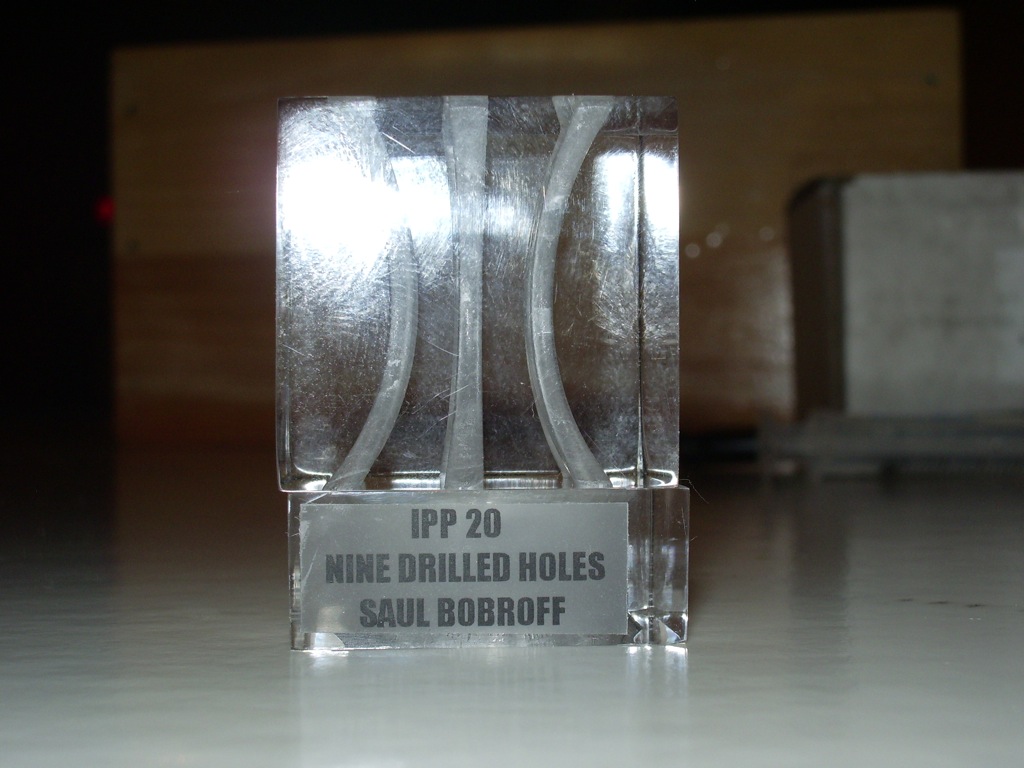 IPP 20
NINE DRILLED HOLES
SAUL BOBROFF